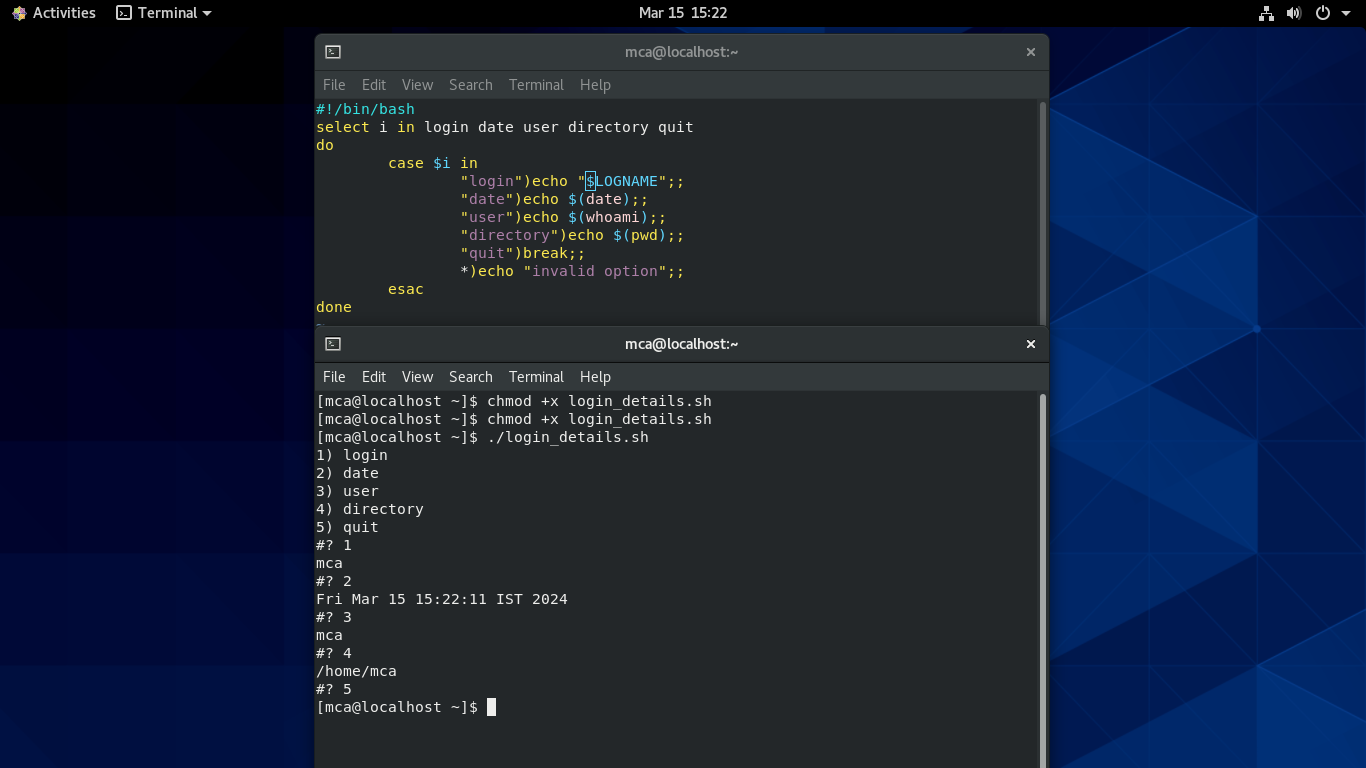 Activities Terminal Mar 15 15:22
mca@localhost:~
File Edit View Search Terminal Help
#!/bin/bash
select i in login date user directory quit
do
        case $i in
                "login")echo "$LOGNAME";;
                "date")echo $(date);;
                "user")echo $(whoami);;
                "directory")echo $(pwd);;
                "quit")break;;
                *)echo "invalid option";;
        esac
done
mca@localhost:~
File Edit View Search Terminal Help
[mca@localhost ~]$ chmod +x login_details.sh
[mca@localhost ~]$ chmod +x login_details.sh
[mca@localhost ~]$ ./login_details.sh
1) login
2) date
3) user
4) directory
5) quit
#? 1
mca
#? 2
Fri Mar 15 15:22:11 IST 2024
#? 3
mca
#? 4
/home/mca
#? 5
[mca@localhost ~]$